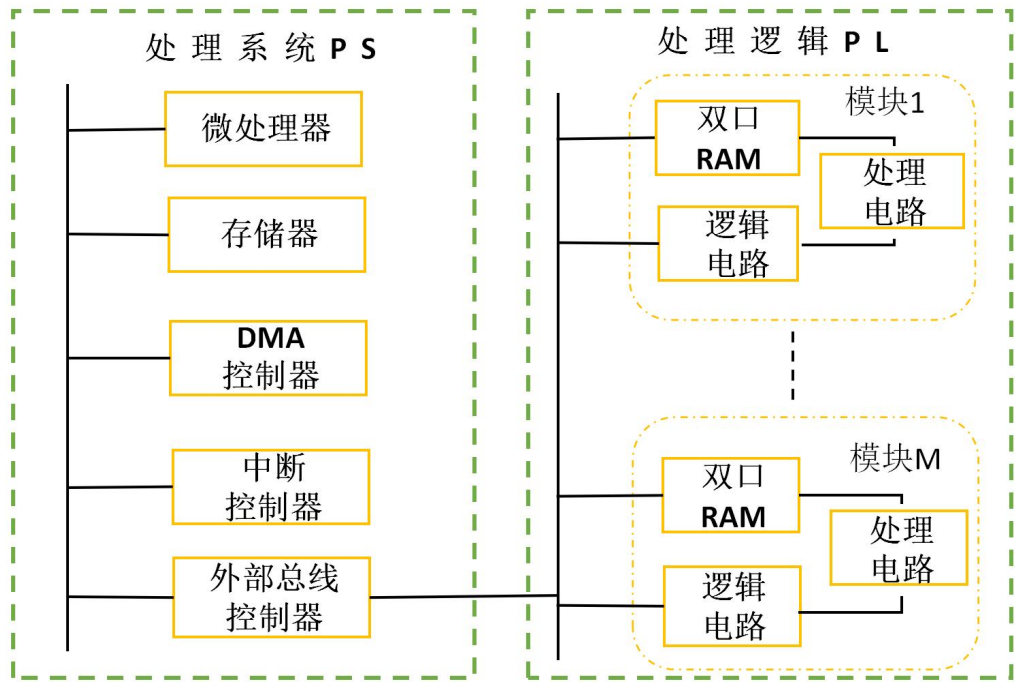 处理系统PS
微处理器
存储器
DMA
控制器
中断
控制器
外部总线
控制器
处理逻辑PL
模块1
双口
RAM
处理
电路
逻辑
电路
模块M
双口
RAM
处理
电路
逻辑
电路